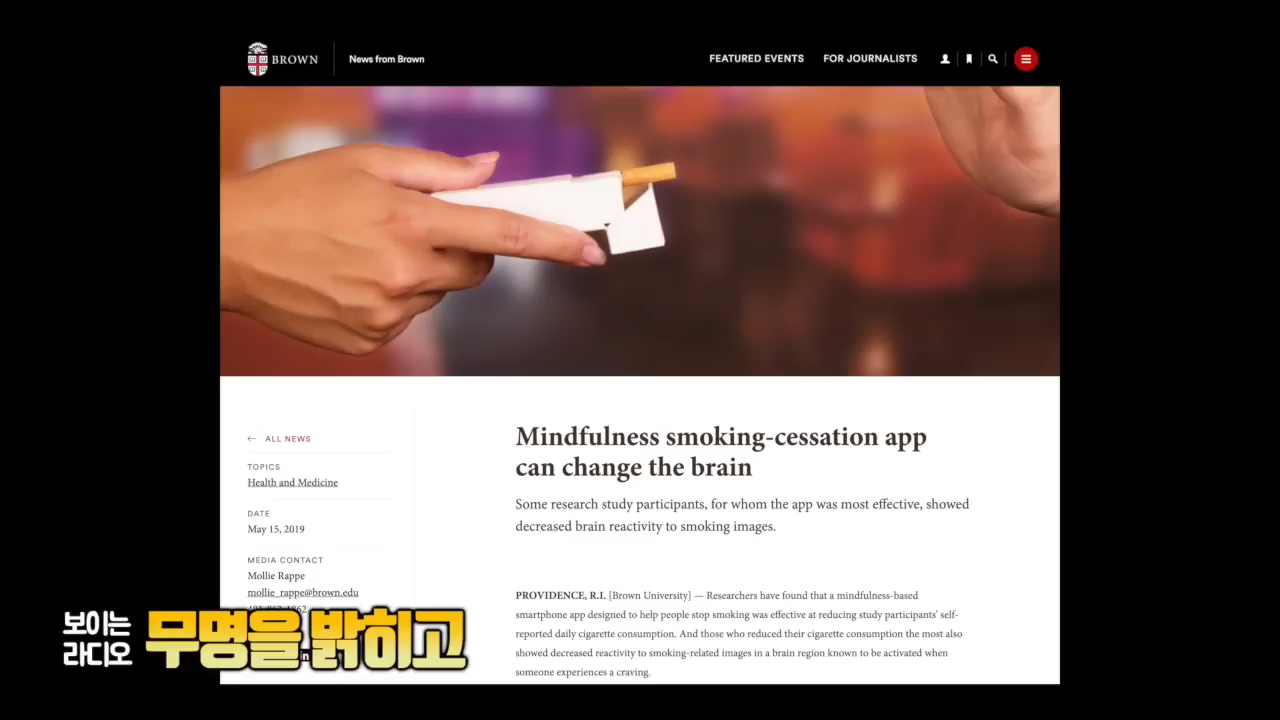 BROWN
News from Brown
FEATURED EVENTS
FOR JOURNALISTS
← ALL NEWS
TOPICS
Health and Medicine
DATE
May 15, 2019
MEDIA CONTACT
Mollie Rappe
mollie_rappe@brown.edu
Mindfulness smoking-cessation app
can change the brain
Some research study participants, for whom the app was most effective, showed
decreased brain reactivity to smoking images.
PROVIDENCE, R.I. [Brown University] — Researchers have found that a mindfulness-based
smartphone app designed to help people stop smoking was effective at reducing study participants' self-
reported daily cigarette consumption. And those who reduced their cigarette consumption the most also
showed decreased reactivity to smoking-related images in a brain region known to be activated when
someone experiences a craving.
보이는
라디오
무명을 밝히고